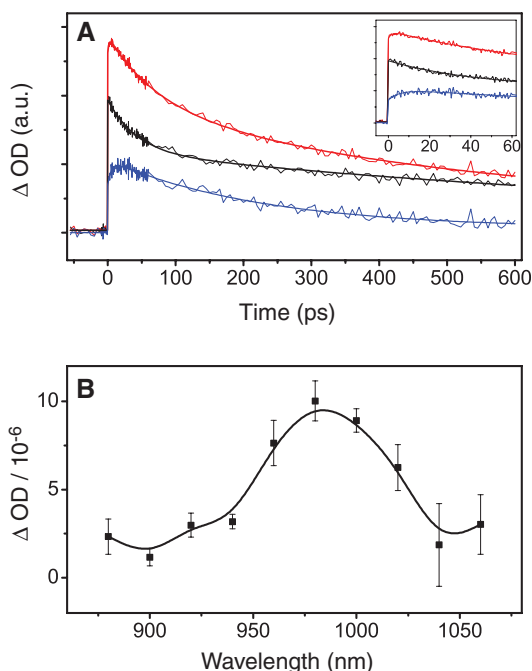 A
Δ OD (a.u.)
0 20 40 60
0 100 200 300 400 500 600
Time (ps)
B
Δ OD / 10⁻⁶
10
5
0
900 950 1000 1050
Wavelength (nm)